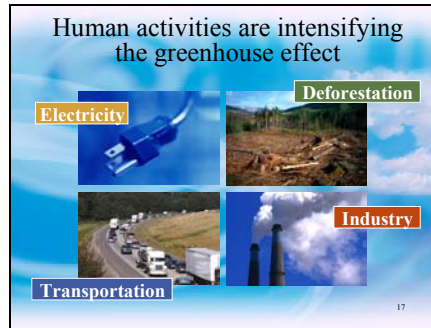 Human activities are intensifying
the greenhouse effect
Deforestation
Electricity
Industry
Transportation
17